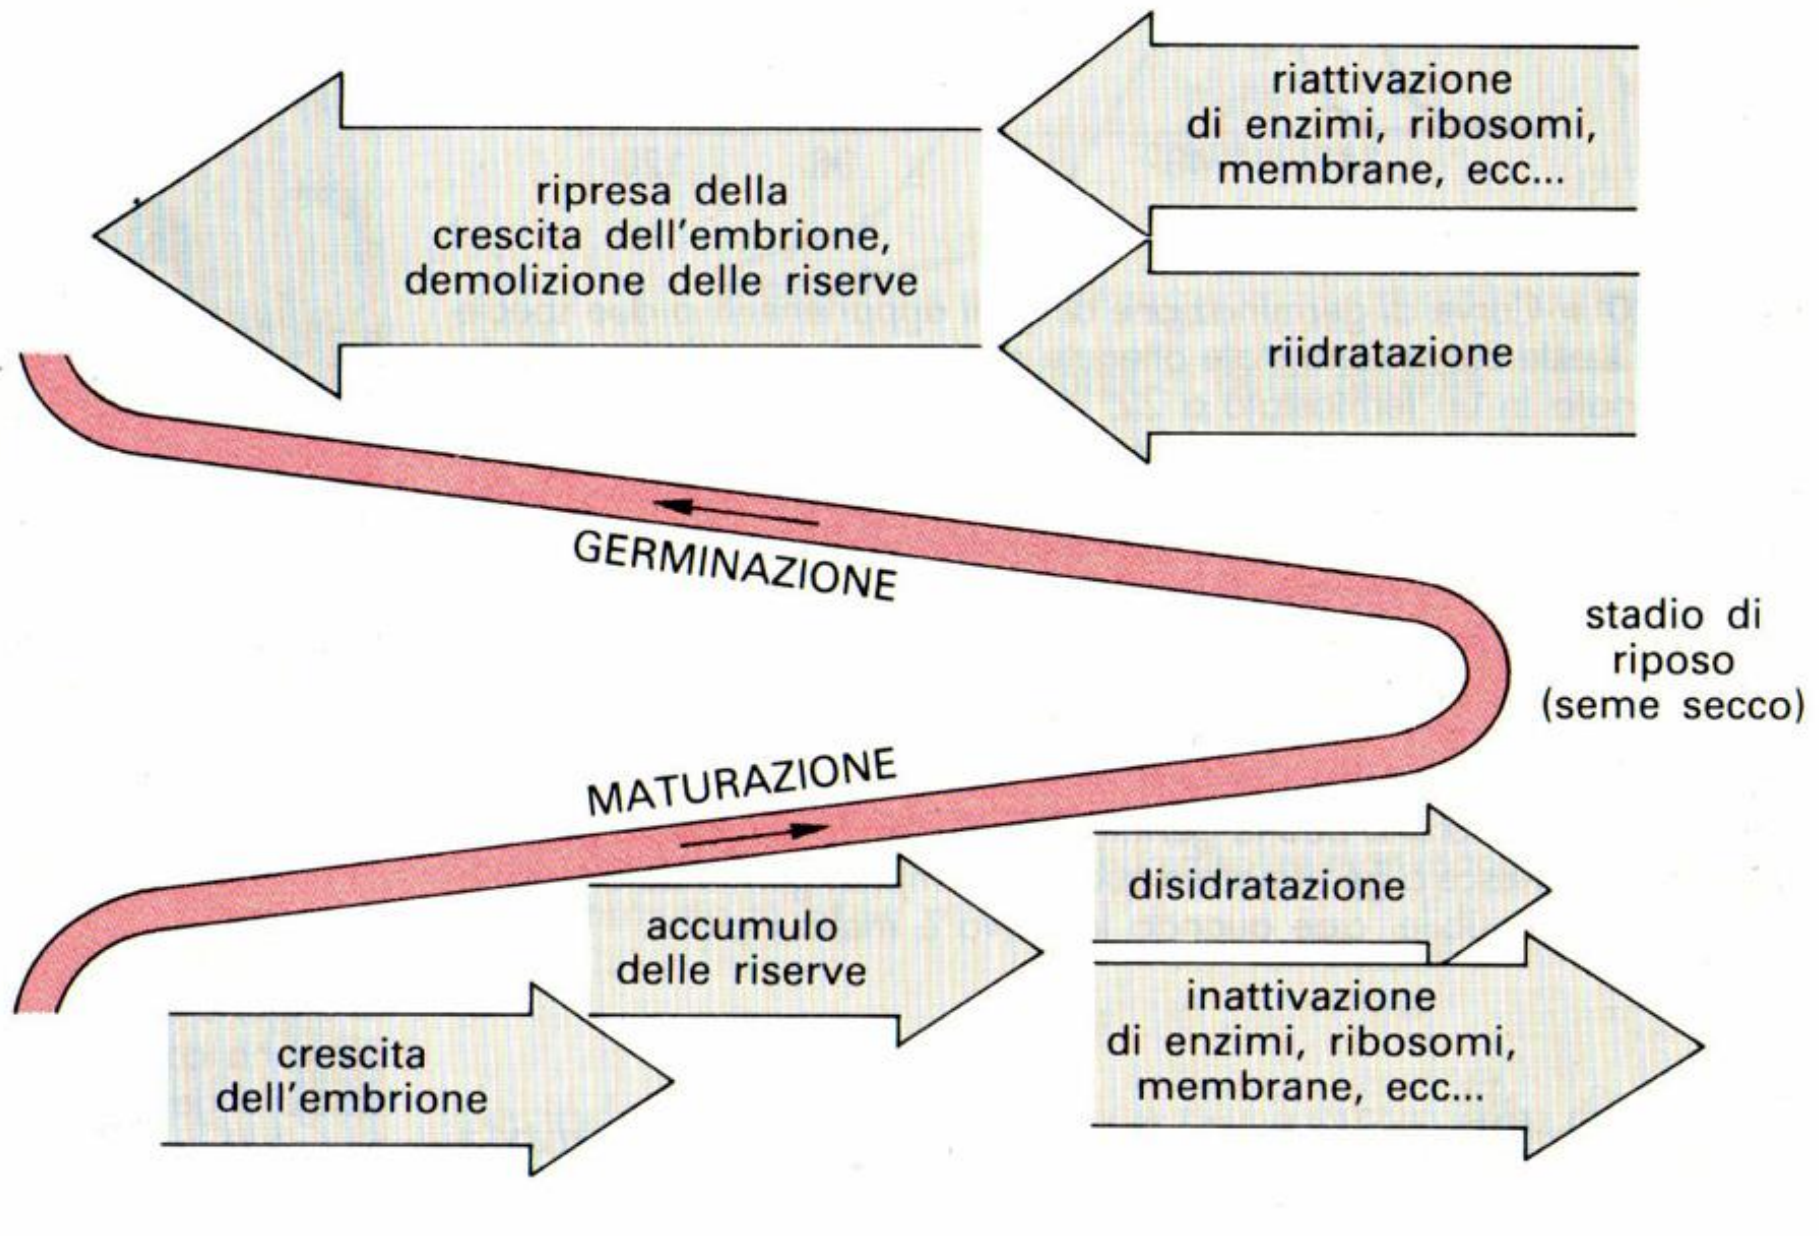 riattivazione
di enzimi, ribosomi,
membrane, ecc...
ripresa della
crescita dell'embrione,
demolizione delle riserve
riidratazione
GERMINAZIONE
stadio di
riposo
(seme secco)
MATURAZIONE
disidratazione
accumulo
delle riserve
inattivazione
di enzimi, ribosomi,
membrane, ecc...
crescita
dell'embrione